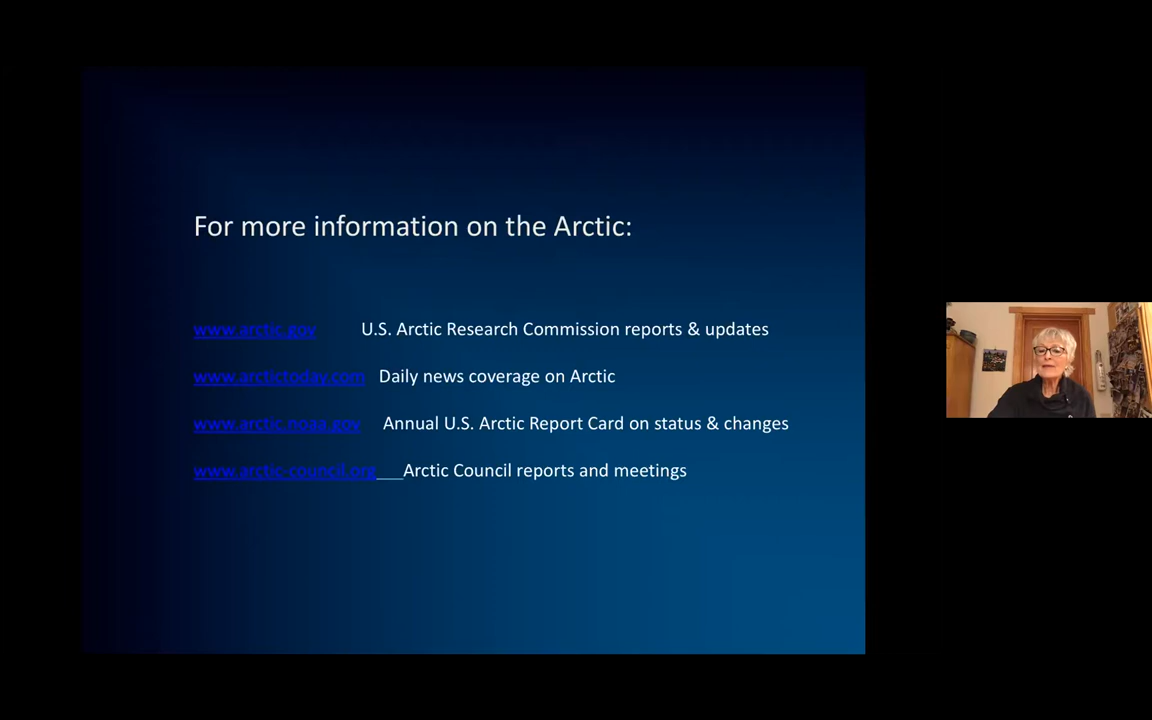 For more information on the Arctic:
www.arctic.gov U.S. Arctic Research Commission reports & updates
www.arctictoday.com Daily news coverage on Arctic
www.arctic.noaa.gov Annual U.S. Arctic Report Card on status & changes
www.arctic-council.org Arctic Council reports and meetings